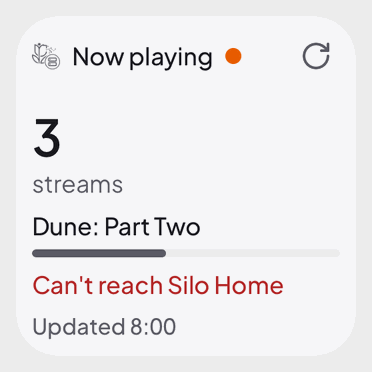 Now playing
3
streams
Dune: Part Two
Can't reach Silo Home
Updated 8:00